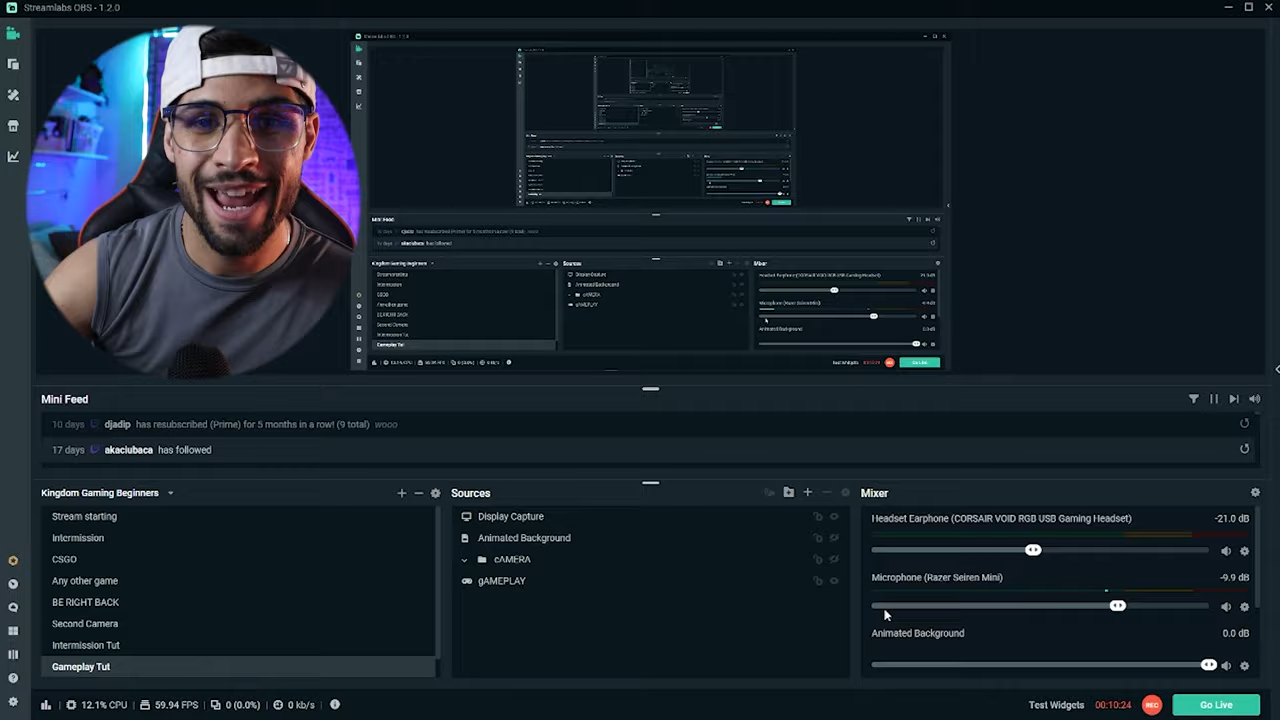 Streamlabs OBS - 1.2.0
Mini Feed
10 days djadip has resubscribed (Prime) for 5 months in a row! (9 total) wooo
17 days akaciubaca has followed
Kingdom Gaming Beginners
Stream starting
Intermission
CSGO
Any other game
BE RIGHT BACK
Second Camera
Intermission Tut
Gameplay Tut
Sources
Display Capture
Animated Background
cAMERA
gAMEPLAY
Mixer
Headset Earphone (CORSAIR VOID RGB USB Gaming Headset) -21.0 dB
Microphone (Razer Seiren Mini) -9.9 dB
Animated Background 0.0 dB
12.1% CPU 59.94 FPS 0 (0.0%) 0 kb/s
Test Widgets 00:10:24 REC Go Live